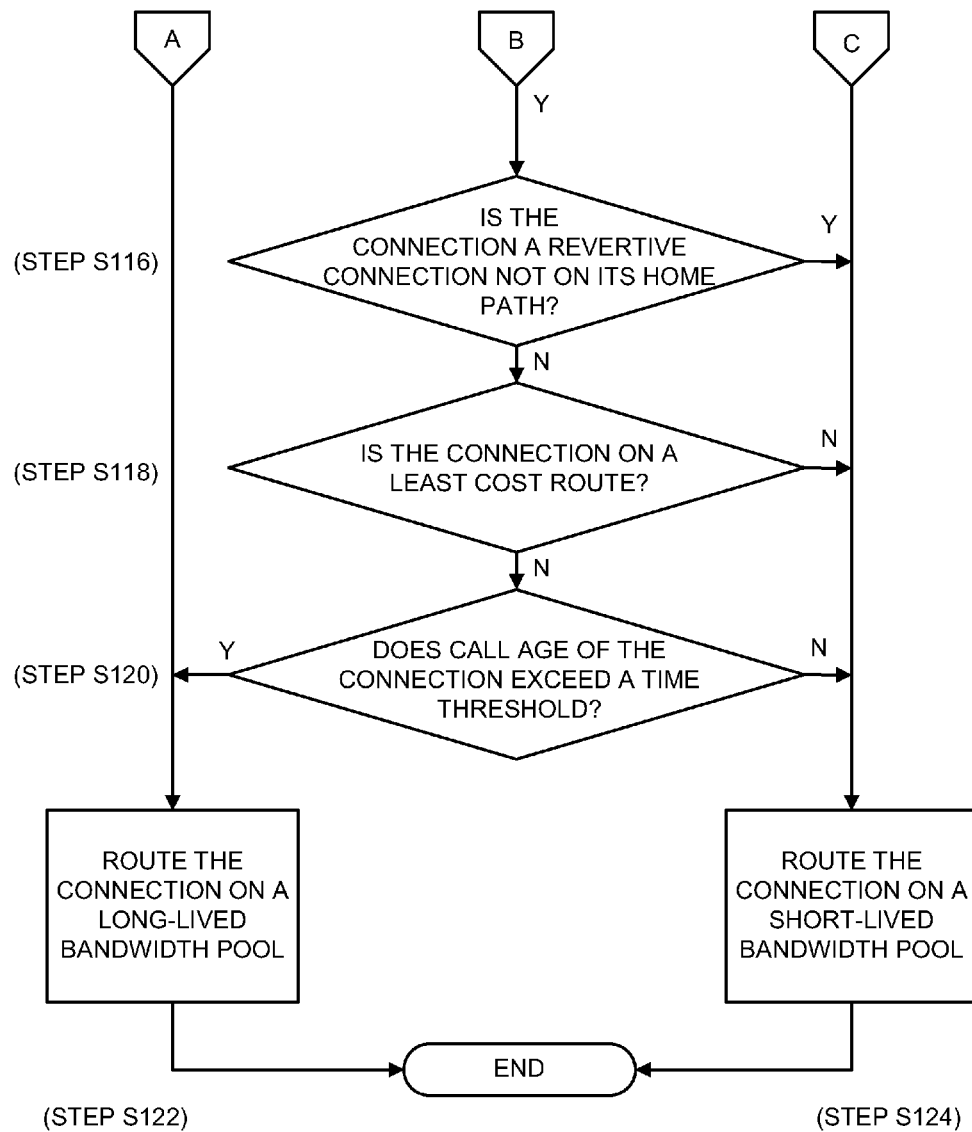 A
B
C
Y
IS THE
CONNECTION A REVERTIVE
CONNECTION NOT ON ITS HOME
PATH?
Y
(STEP S116)
N
IS THE CONNECTION ON A
LEAST COST ROUTE?
N
(STEP S118)
N
DOES CALL AGE OF THE
CONNECTION EXCEED A TIME
THRESHOLD?
Y
N
(STEP S120)
ROUTE THE
CONNECTION ON A
LONG-LIVED
BANDWIDTH POOL
ROUTE THE
CONNECTION ON A
SHORT-LIVED
BANDWIDTH POOL
END
(STEP S122)
(STEP S124)